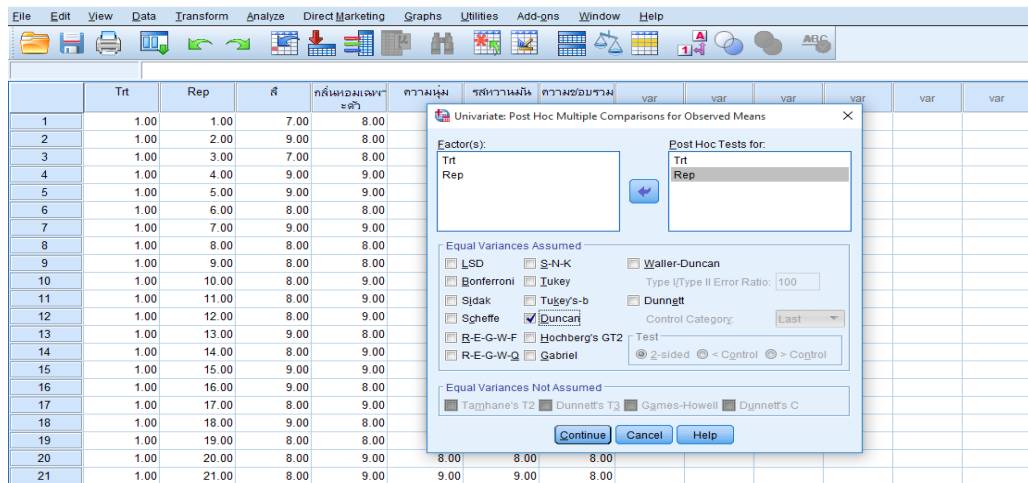 File Edit View Data Transform Analyze Direct Marketing Graphs Utilities Add-ons Window Help
Trt Rep สี กลิ่นหอมเฉพาะตัว ความนุ่ม รสหวานมัน ความชอบรวม var var var var var var
1 1.00 1.00 7.00 8.00
2 1.00 2.00 9.00 8.00
3 1.00 3.00 7.00 8.00
4 1.00 4.00 9.00 9.00
5 1.00 5.00 9.00 9.00
6 1.00 6.00 8.00 8.00
7 1.00 7.00 9.00 9.00
8 1.00 8.00 8.00 8.00
9 1.00 9.00 8.00 8.00
10 1.00 10.00 8.00 9.00
11 1.00 11.00 8.00 9.00
12 1.00 12.00 8.00 9.00
13 1.00 13.00 9.00 8.00
14 1.00 14.00 8.00 9.00
15 1.00 15.00 9.00 9.00
16 1.00 16.00 9.00 8.00
17 1.00 17.00 8.00 9.00
18 1.00 18.00 9.00 8.00
19 1.00 19.00 8.00 8.00
20 1.00 20.00 8.00 9.00 8.00 8.00 8.00
21 1.00 21.00 8.00 9.00 9.00 9.00 8.00
Univariate: Post Hoc Multiple Comparisons for Observed Means
Factor(s):
Trt
Rep
Post Hoc Tests for:
Trt
Rep
Equal Variances Assumed
LSD S-N-K Waller-Duncan
Bonferroni Tukey Type I/Type II Error Ratio: 100
Sidak Tukey's-b Dunnett
Scheffe Duncan Control Category: Last
R-E-G-W-F Hochberg's GT2 Test
R-E-G-W-Q Gabriel 2-sided < Control > Control
Equal Variances Not Assumed
Tamhane's T2 Dunnett's T3 Games-Howell Dunnett's C
Continue Cancel Help